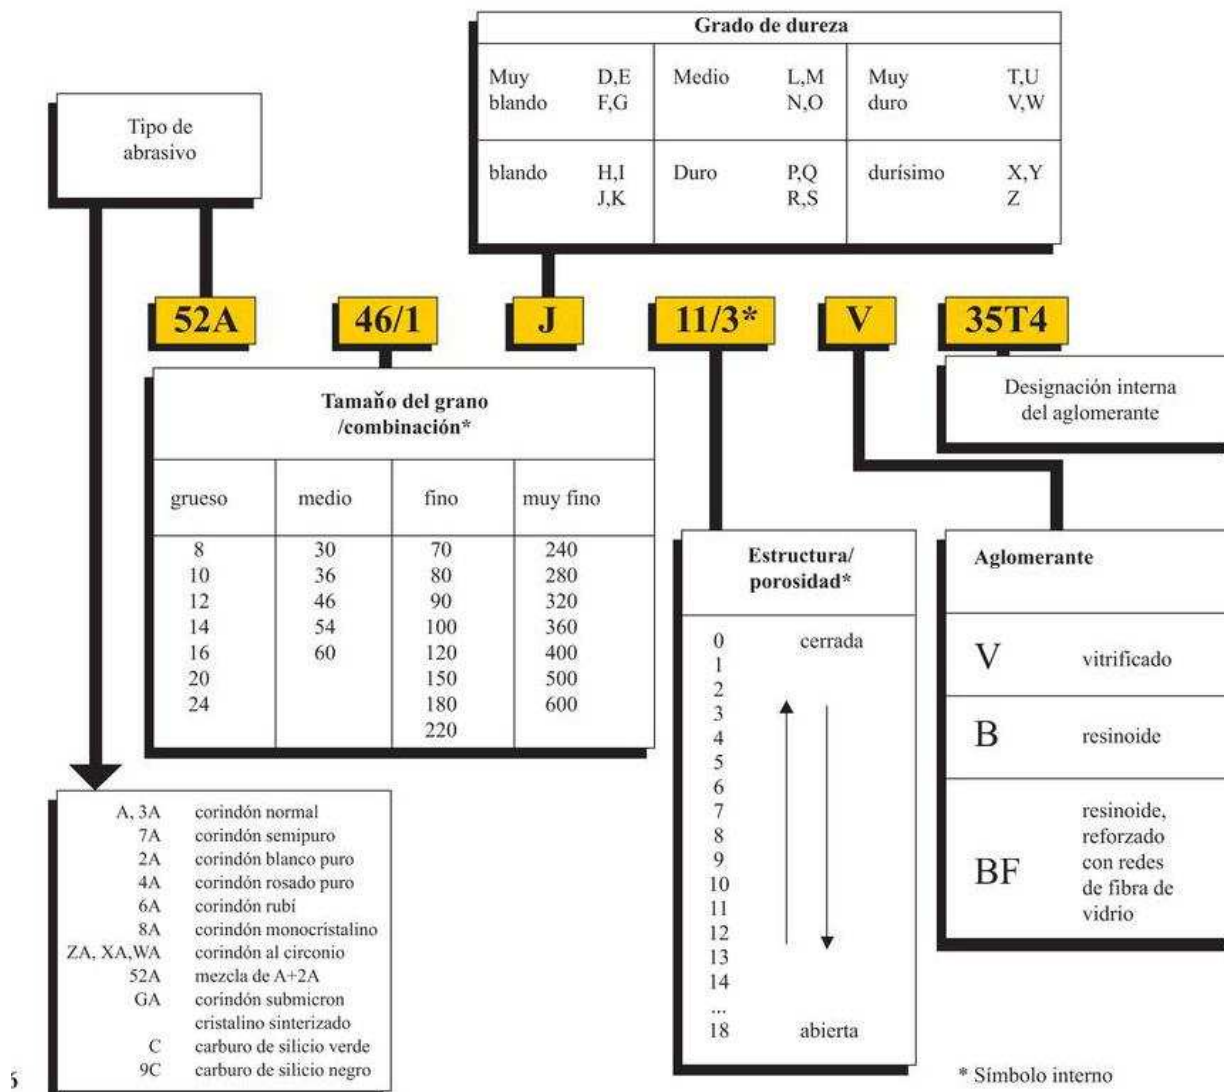 Grado de dureza
Muy blando D,E F,G
Medio L,M N,O
Muy duro T,U V,W
blando H,I J,K
Duro P,Q R,S
durísimo X,Y Z
Tipo de
abrasivo
52A 46/1 J 11/3* V 35T4
Designación interna
del aglomerante
Tamaňo del grano
/combinación*
grueso medio fino muy fino
8 30 70 240
10 36 80 280
12 46 90 320
14 54 100 360
16 60 120 400
20 150 500
24 180 600
220
Estructura/
porosidad*
0 cerrada
1
2
3
4
5
6
7
8
9
10
11
12
13
14
...
18 abierta
Aglomerante
V vitrificado
B resinoide
BF
resinoide,
reforzado
con redes
de fibra de
vidrio
A, 3A corindón normal
7A corindón semipuro
2A corindón blanco puro
4A corindón rosado puro
6A corindón rubí
8A corindón monocristalino
ZA, XA,WA corindón al circonio
52A mezcla de A+2A
GA corindón submicron
cristalino sinterizado
C carburo de silicio verde
9C carburo de silicio negro
* Símbolo interno